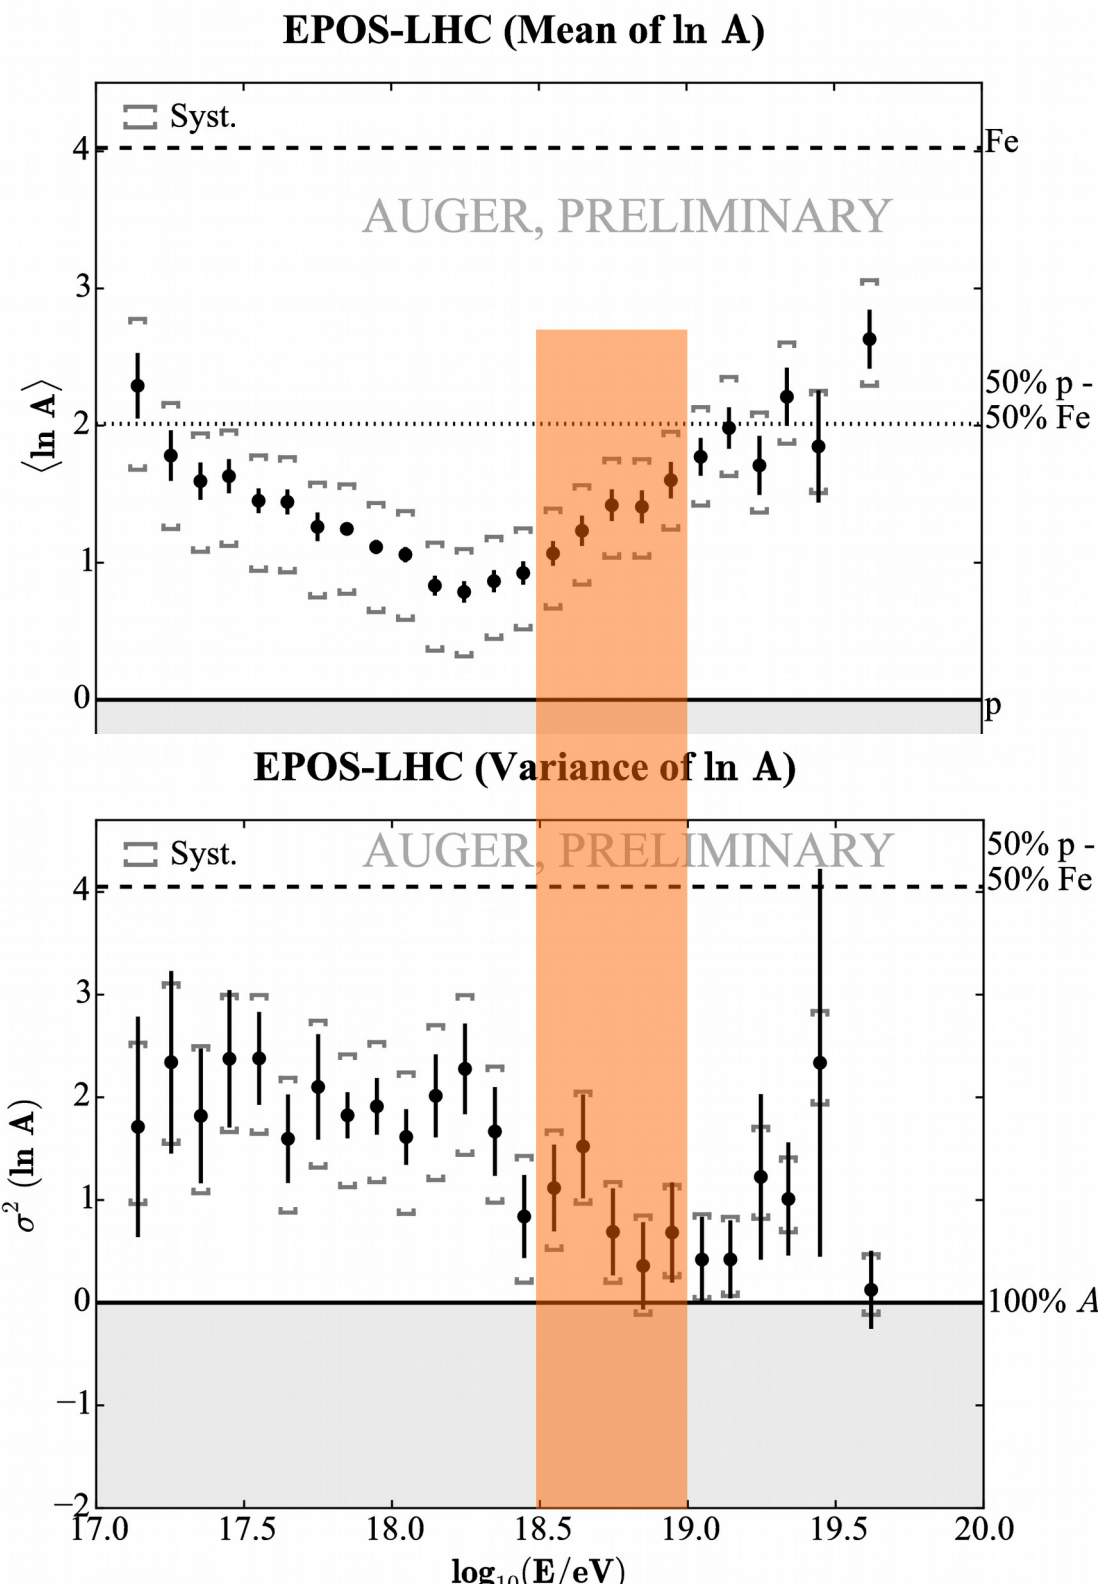 EPOS-LHC (Mean of ln A)
Syst.
4
Fe
AUGER, PRELIMINARY
3
50% p -
2
50% Fe
⟨ln A⟩
1
0
p
EPOS-LHC (Variance of ln A)
Syst.
AUGER, PRELIMINARY
50% p -
4
50% Fe
3
2
σ² (ln A)
1
0
100% A
−1
−2
17.0 17.5 18.0 18.5 19.0 19.5 20.0
log₁₀(E/eV)